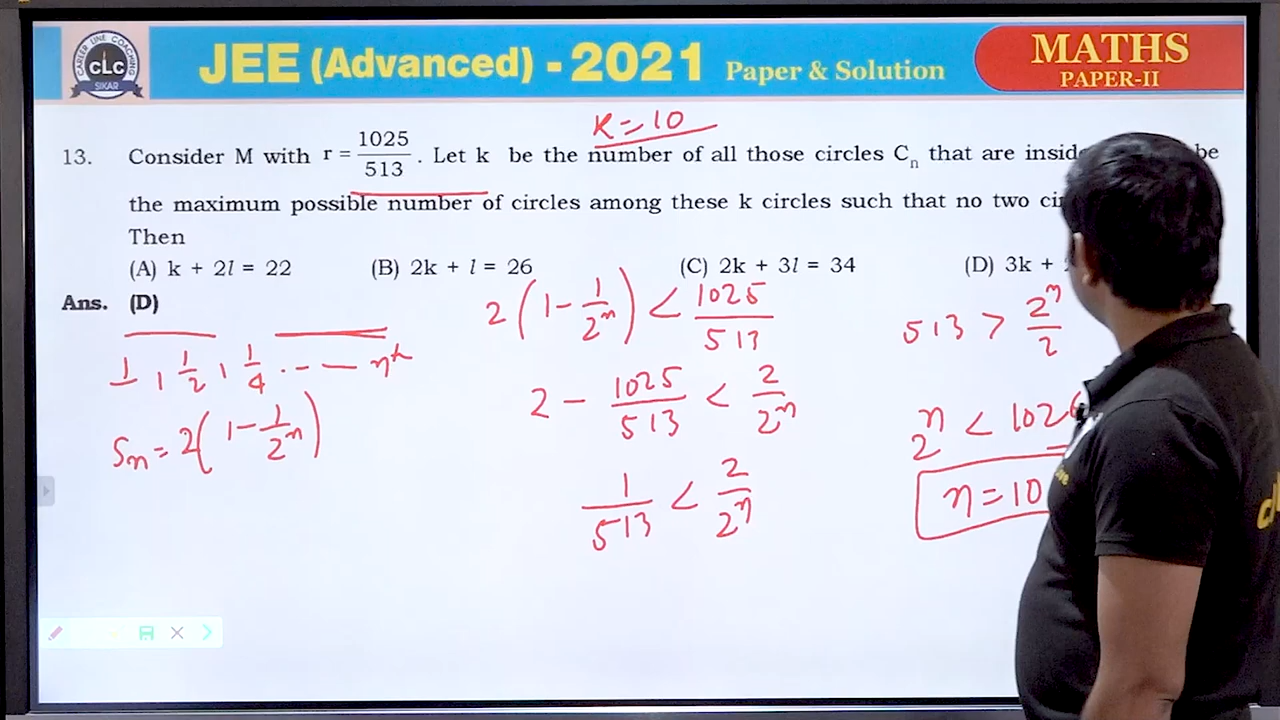 CAREER LINE COACHING
CLC
SIKAR
JEE (Advanced) - 2021 Paper & Solution
MATHS
PAPER-II
K = 10
13. Consider M with r = 1025/513 . Let k be the number of all those circles Cn that are inside be
the maximum possible number of circles among these k circles such that no two
Then
(A) k + 2l = 22 (B) 2k + l = 26 (C) 2k + 3l = 34 (D) 3k +
Ans. (D)
1, 1/2, 1/4 . - - — nth
Sn = 2(1 - 1/2^n)
2(1 - 1/2^n) < 1025/513
2 - 1025/513 < 2/2^n
1/513 < 2/2^n
513 > 2^n/2
2^n < 1026
n = 10